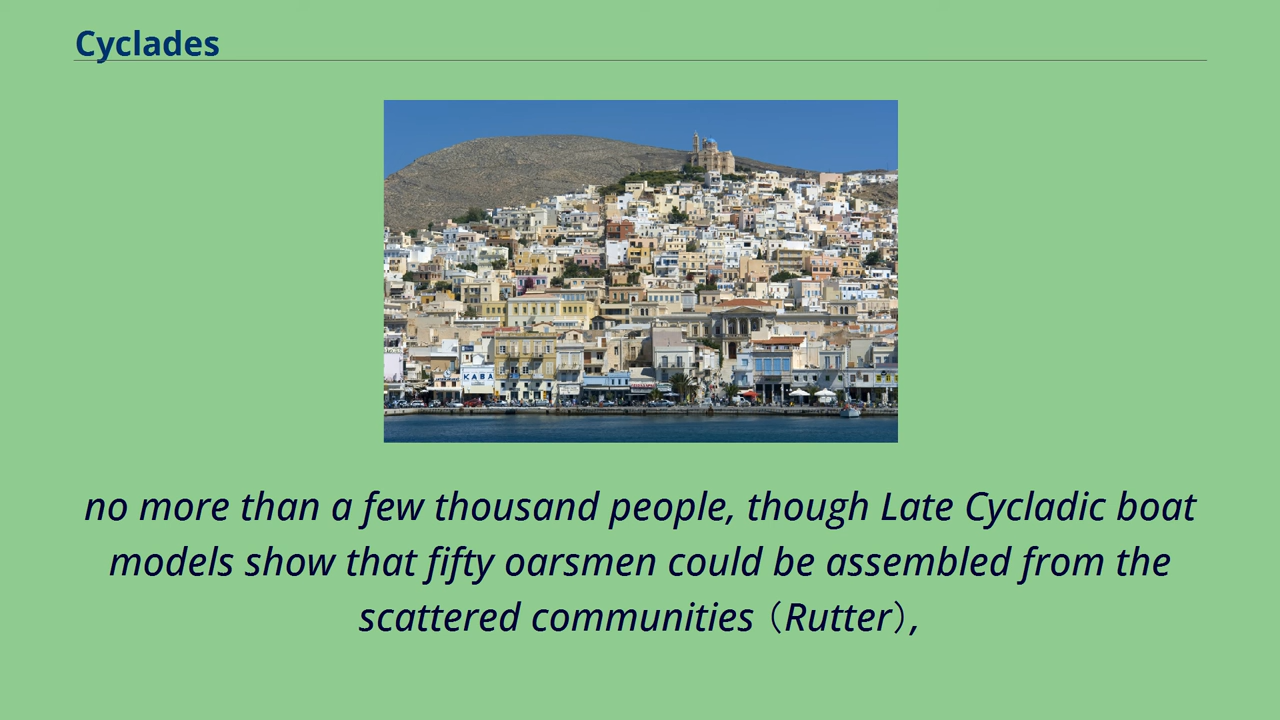 Cyclades
KABA
no more than a few thousand people, though Late Cycladic boat
models show that fifty oarsmen could be assembled from the
scattered communities（Rutter）,